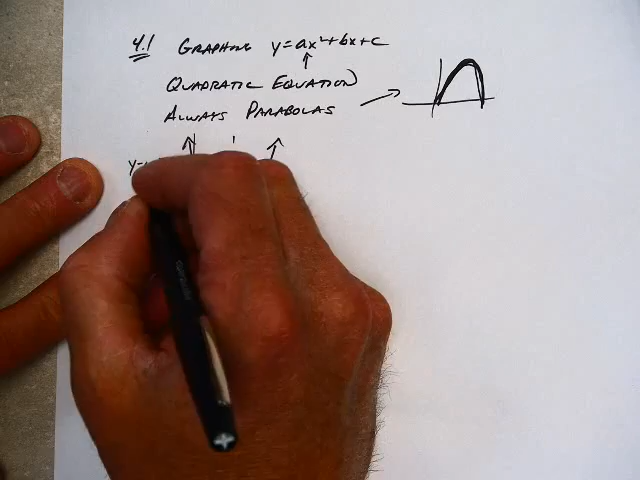 4.1 GRAPHING y=ax²+bx+c
QUADRATIC EQUATION
ALWAYS PARABOLAS
y=